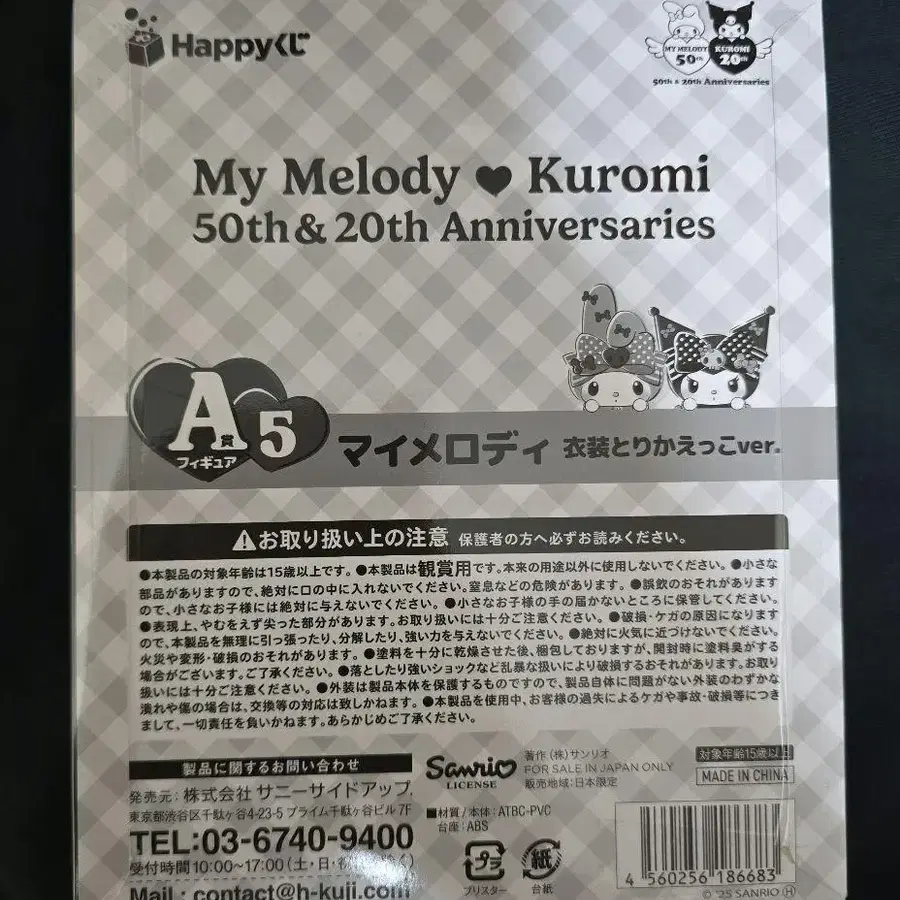 Happyくじ
MY MELODY 50th
KUROMI 20th
50th & 20th Anniversaries
My Melody ♥ Kuromi
50th & 20th Anniversaries
A賞 5
フィギュア
マイメロディ 衣装とりかえっこver.
⚠お取り扱い上の注意 保護者の方へ必ずお読みください。
●本製品の対象年齢は15歳以上です。●本製品は観賞用です。本来の用途以外に使用しないでください。●小さな
部品がありますので、絶対に口の中に入れないでください。窒息などの危険があります。●誤飲のおそれがあります
ので、小さなお子様には絶対に与えないでください。●小さなお子様の手の届かないところに保管してください。
●表現上、やむをえず尖った部分があります。お取り扱いには十分ご注意ください。●破損・ケガの原因になります
ので、本製品を無理に引っ張ったり、分解したり、強い力を与えないでください。●絶対に火気に近づけないでください。
火災や変形・破損のおそれがあります。●塗料を十分に乾燥させた後、梱包しておりますが、開封時に塗料臭がする
場合がございます。ご了承ください。●落としたり強いショックなど乱暴な扱いにより破損するおそれがあります。お取り
扱いには十分ご注意ください。●外装は製品本体を保護するものですので、製品自体に問題がない外装のわずかな
潰れや傷の場合は、交換等の対応は致しかねます。●本製品を使用中、お客様の過失によるケガや事故・破損等につき
まして、一切責任を負いかねます。あらかじめご了承ください。
製品に関するお問い合わせ
発売元:株式会社 サニーサイドアップ
東京都渋谷区千駄ヶ谷4-23-5 プライム千駄ヶ谷ビル 7F
TEL:03-6740-9400
受付時間 10:00~17:00(土・日・祝
Mail : contact@h-kuji.com
Sanrio
LICENSE
著作(株)サンリオ
FOR SALE IN JAPAN ONLY
販売地域:日本限定
■材質/本体:ATBC-PVC
台座:ABS
プラ
ブリスター
紙
台紙
対象年齢15歳以上
MADE IN CHINA
4 560256 186683
© '25 SANRIO Ⓗ